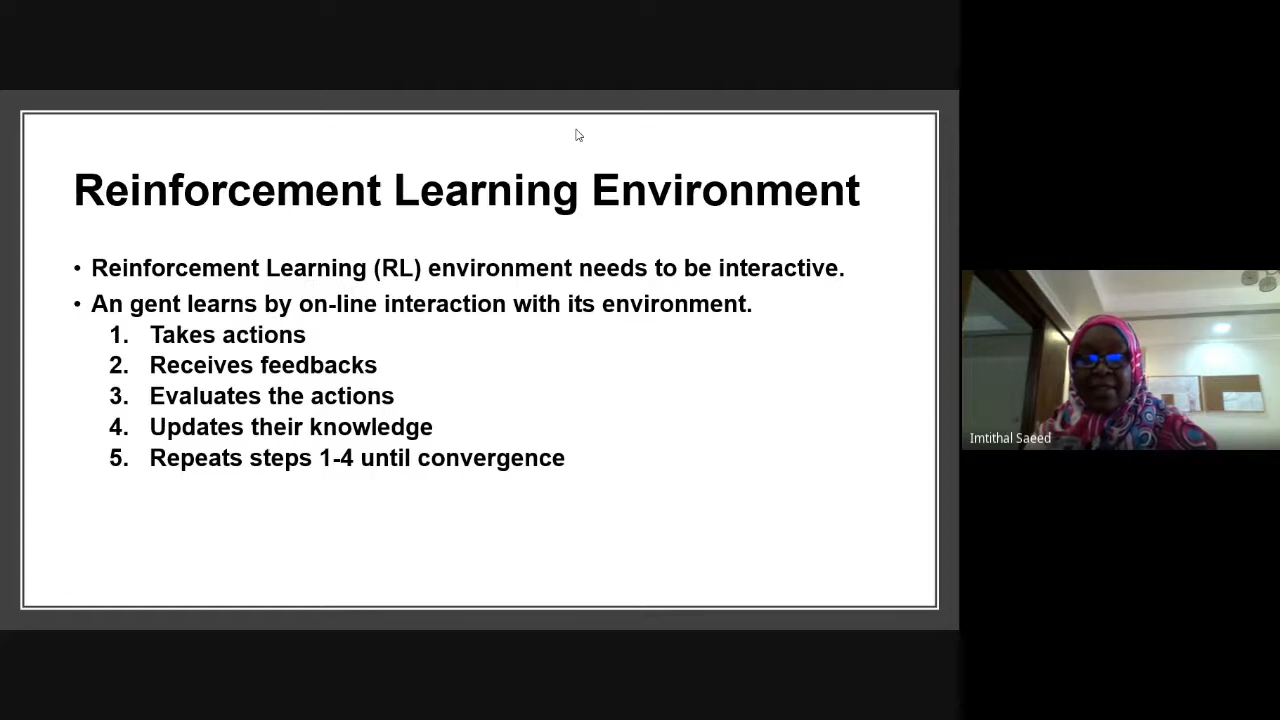 Reinforcement Learning Environment
• Reinforcement Learning (RL) environment needs to be interactive.
• An gent learns by on-line interaction with its environment.
1. Takes actions
2. Receives feedbacks
3. Evaluates the actions
4. Updates their knowledge
5. Repeats steps 1-4 until convergence
Imtithal Saeed